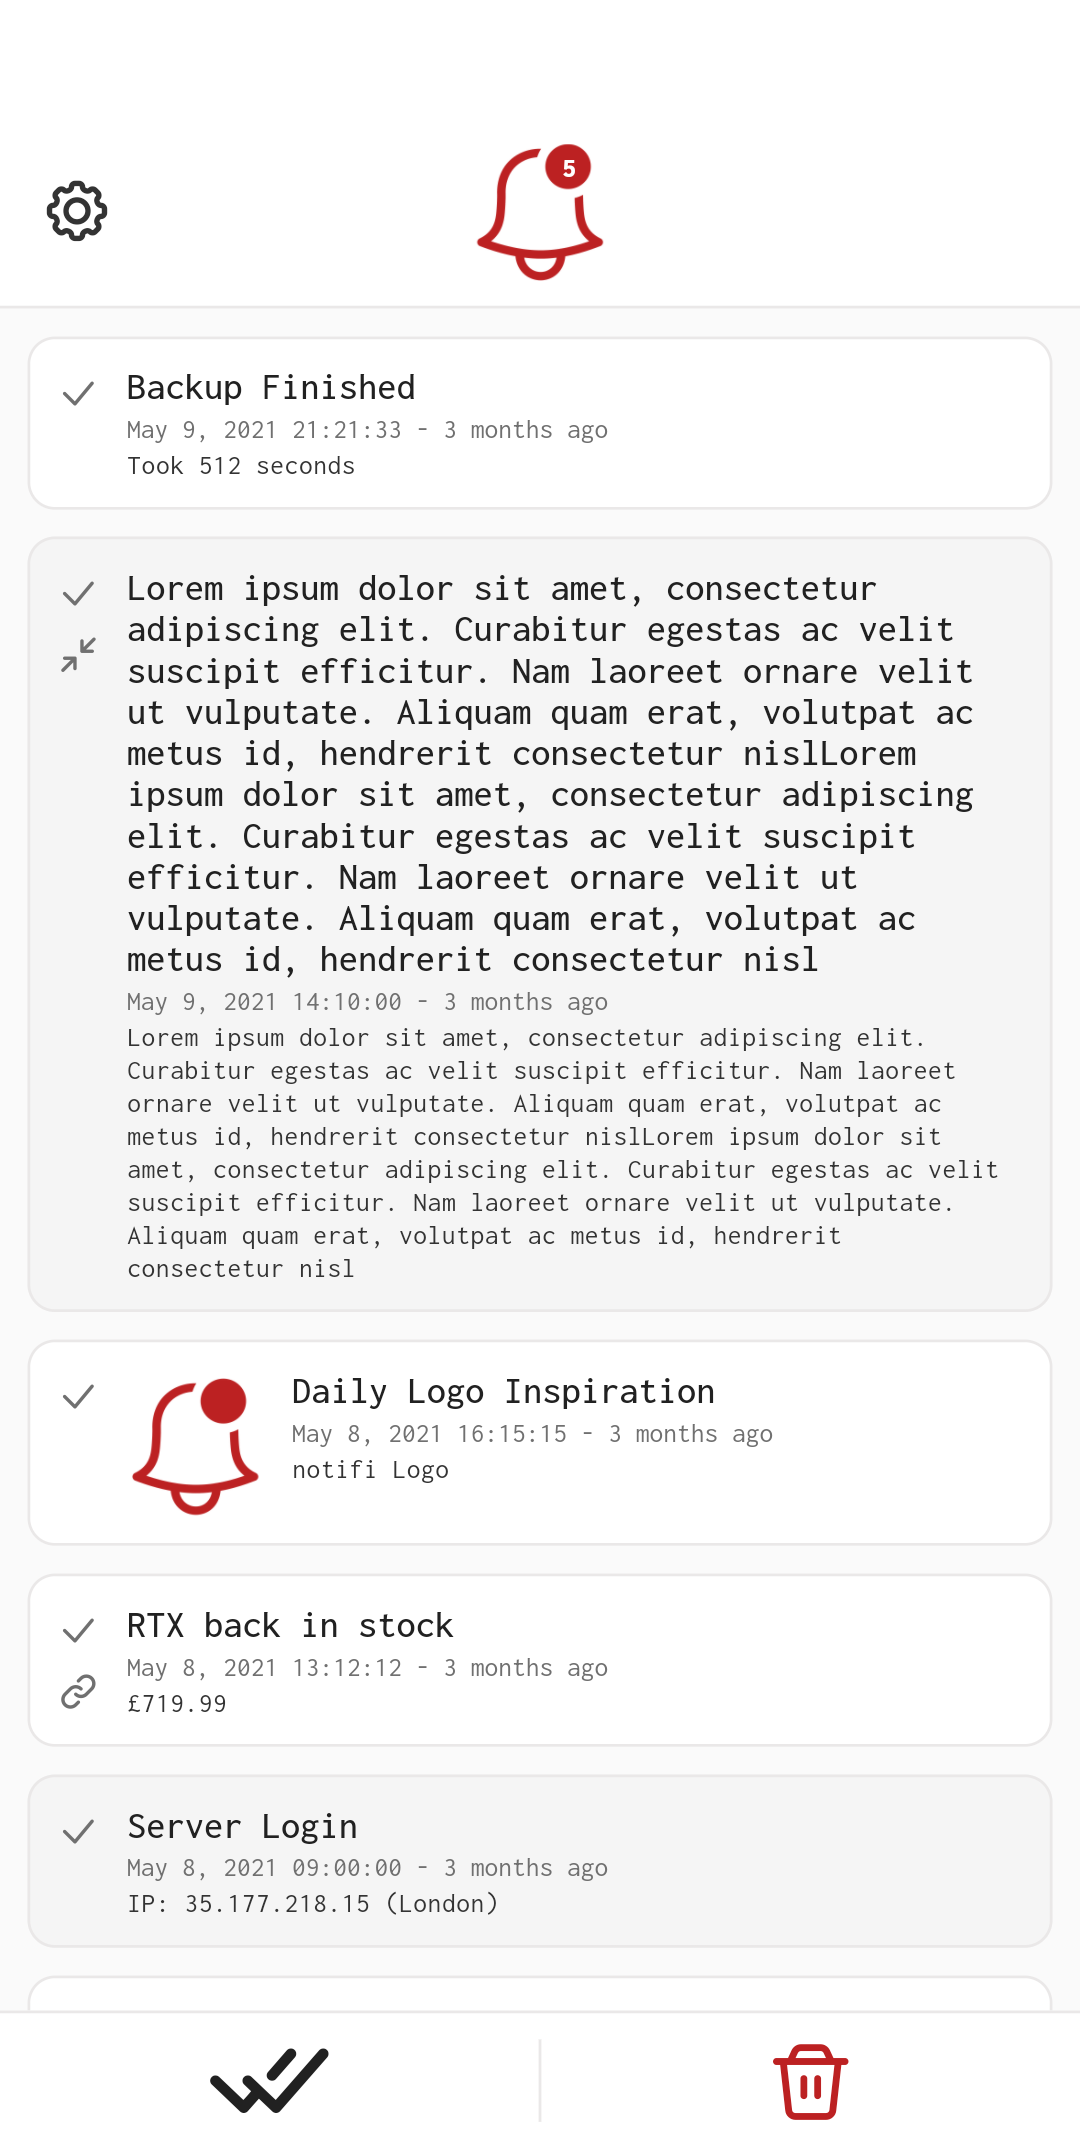 5
Backup Finished
May 9, 2021 21:21:33 - 3 months ago
Took 512 seconds
Lorem ipsum dolor sit amet, consectetur
adipiscing elit. Curabitur egestas ac velit
suscipit efficitur. Nam laoreet ornare velit
ut vulputate. Aliquam quam erat, volutpat ac
metus id, hendrerit consectetur nislLorem
ipsum dolor sit amet, consectetur adipiscing
elit. Curabitur egestas ac velit suscipit
efficitur. Nam laoreet ornare velit ut
vulputate. Aliquam quam erat, volutpat ac
metus id, hendrerit consectetur nisl
May 9, 2021 14:10:00 - 3 months ago
Lorem ipsum dolor sit amet, consectetur adipiscing elit.
Curabitur egestas ac velit suscipit efficitur. Nam laoreet
ornare velit ut vulputate. Aliquam quam erat, volutpat ac
metus id, hendrerit consectetur nislLorem ipsum dolor sit
amet, consectetur adipiscing elit. Curabitur egestas ac velit
suscipit efficitur. Nam laoreet ornare velit ut vulputate.
Aliquam quam erat, volutpat ac metus id, hendrerit
consectetur nisl
Daily Logo Inspiration
May 8, 2021 16:15:15 - 3 months ago
notifi Logo
RTX back in stock
May 8, 2021 13:12:12 - 3 months ago
£719.99
Server Login
May 8, 2021 09:00:00 - 3 months ago
IP: 35.177.218.15 (London)